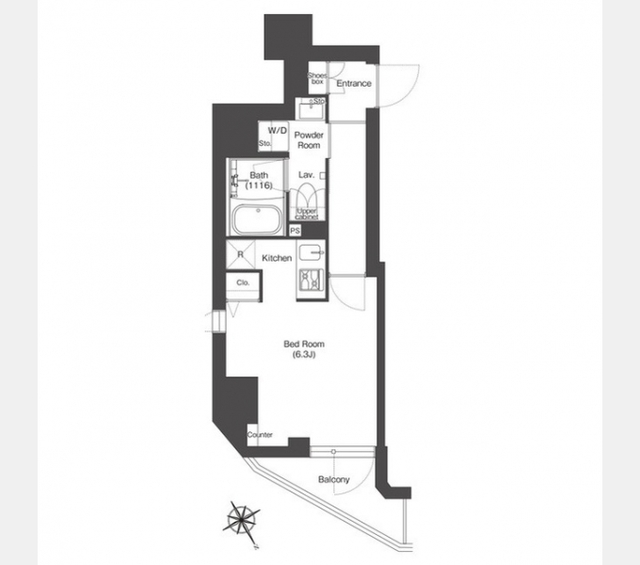 Shoes
box
Entrance
Sto.
W/D
Sto.
Powder
Room
Bath
(1116)
Lav.
Upper
cabinet
PS
R
Kitchen
Clo.
Bed Room
(6.3J)
Counter
Balcony